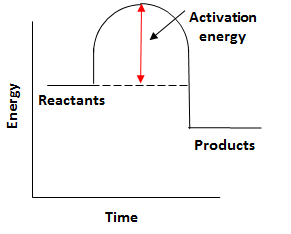 Activation
energy
Reactants
Energy
Products
Time